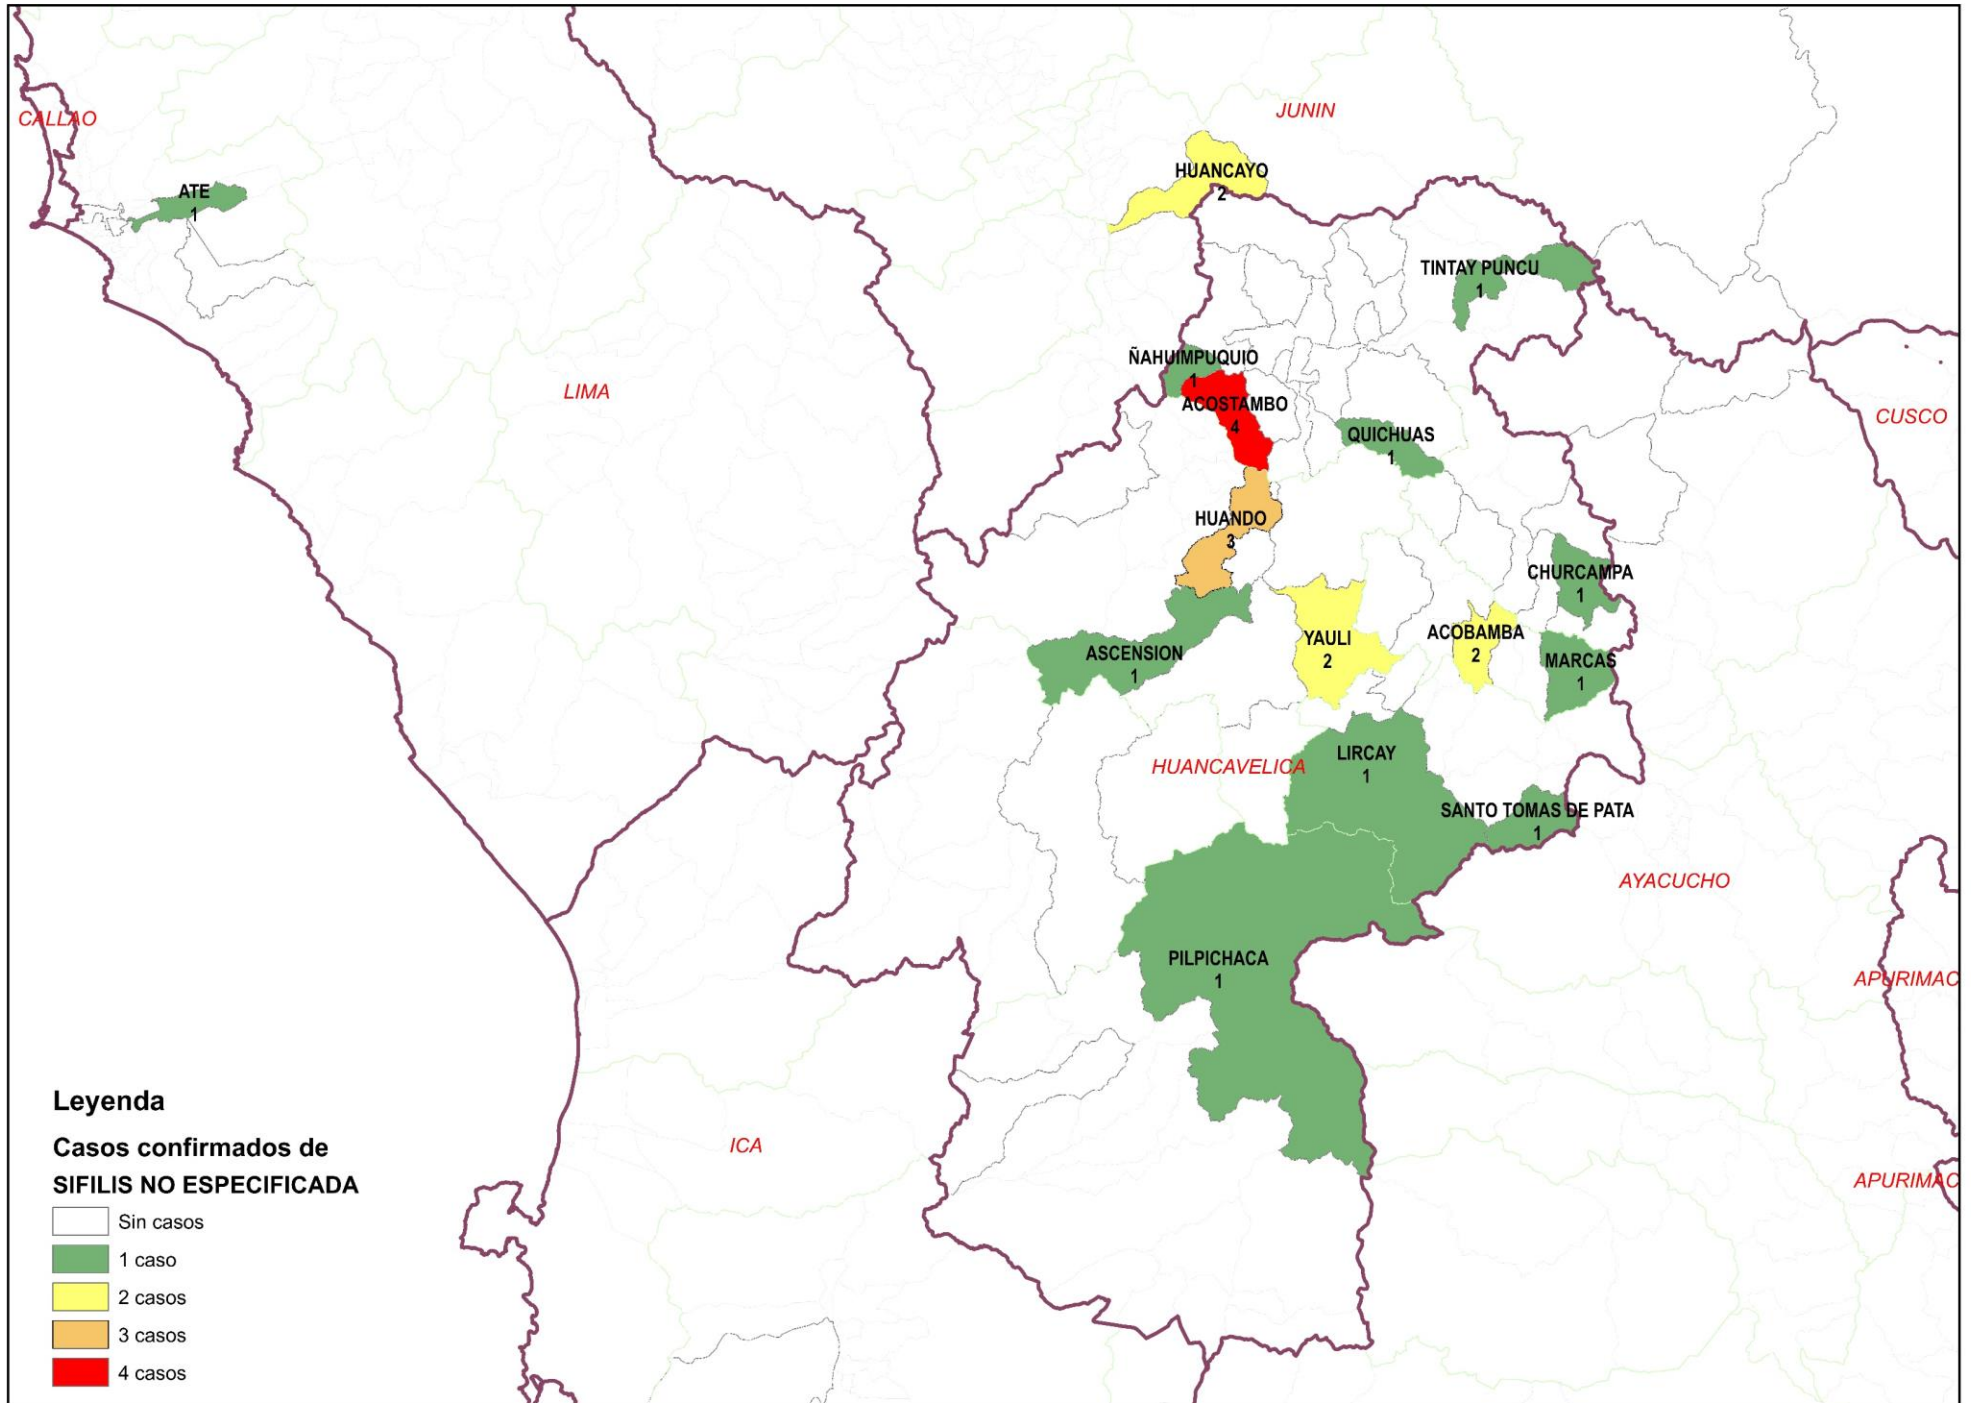 CALLAO
JUNIN
ATE
1
HUANCAYO
2
TINTAY PUNCU
1
ÑAHUIMPUQUIO
1
LIMA
ACOSTAMBO
4
CUSCO
QUICHUAS
1
HUANDO
3
CHURCAMPA
1
YAULI
2
ACOBAMBA
2
ASCENSION
1
MARCAS
1
HUANCAVELICA
LIRCAY
1
SANTO TOMAS DE PATA
1
AYACUCHO
PILPICHACA
1
APURIMAC
ICA
APURIMAC
Leyenda
Casos confirmados de
SIFILIS NO ESPECIFICADA
Sin casos
1 caso
2 casos
3 casos
4 casos